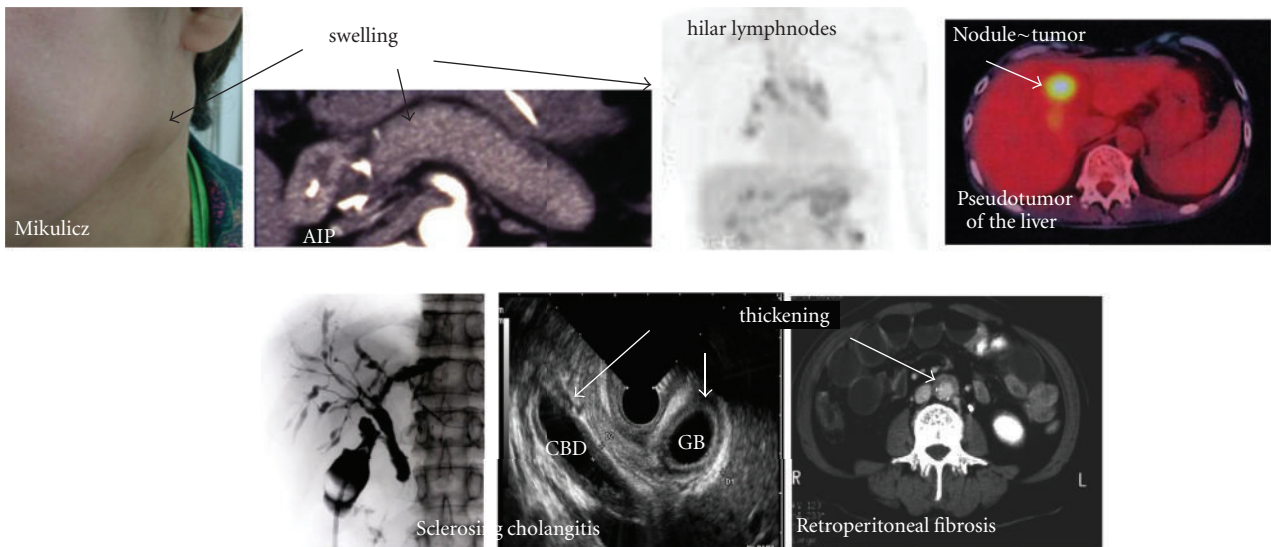 swelling
hilar lymphnodes
Nodule~tumor
Mikulicz
AIP
Pseudotumor
of the liver
thickening
CBD
GB
R
L
Sclerosing cholangitis
Retroperitoneal fibrosis